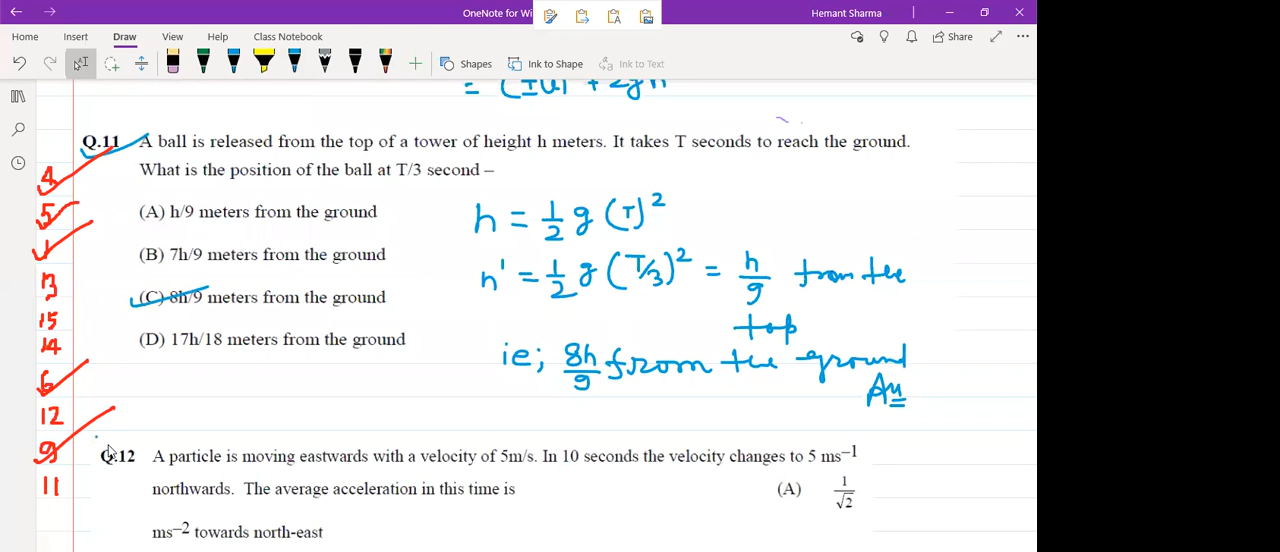 OneNote for Wi
Hemant Sharma
Home Insert Draw View Help Class Notebook
Share
Shapes Ink to Shape Ink to Text
Q.11 A ball is released from the top of a tower of height h meters. It takes T seconds to reach the ground.
What is the position of the ball at T/3 second –
(A) h/9 meters from the ground
(B) 7h/9 meters from the ground
(C) 8h/9 meters from the ground
(D) 17h/18 meters from the ground
h = 1/2 g (T)²
h' = 1/2 g (T/3)² = h/9 from the
top
ie; 8h/9 from the ground
Ans
4
5
1
3
15
14
6
12
9
11
Q.12 A particle is moving eastwards with a velocity of 5m/s. In 10 seconds the velocity changes to 5 ms⁻¹
northwards. The average acceleration in this time is (A) 1/√2
ms⁻² towards north-east